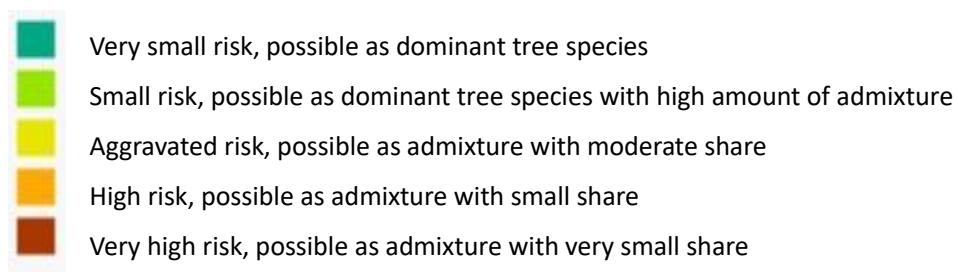 Very small risk, possible as dominant tree species
Small risk, possible as dominant tree species with high amount of admixture
Aggravated risk, possible as admixture with moderate share
High risk, possible as admixture with small share
Very high risk, possible as admixture with very small share